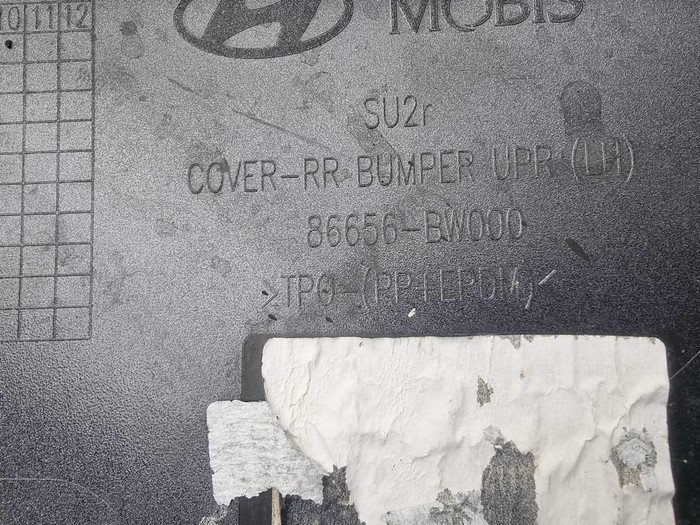 10 11 12
MOBIS
SU2r
COVER-RR BUMPER UPR (LH)
86656-BW000
>TPO-(PP+EPDM)